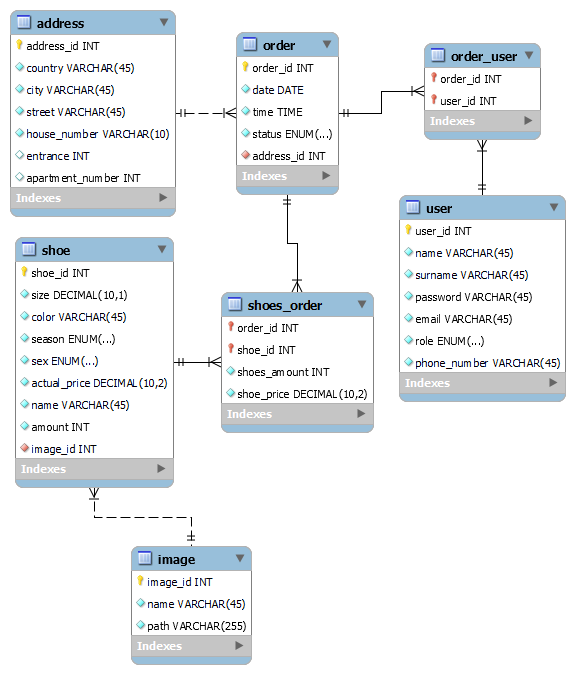 address
address_id INT
country VARCHAR(45)
city VARCHAR(45)
street VARCHAR(45)
house_number VARCHAR(10)
entrance INT
apartment_number INT
Indexes
order
order_id INT
date DATE
time TIME
status ENUM(...)
address_id INT
Indexes
order_user
order_id INT
user_id INT
Indexes
user
user_id INT
name VARCHAR(45)
surname VARCHAR(45)
password VARCHAR(45)
email VARCHAR(45)
role ENUM(...)
phone_number VARCHAR(45)
Indexes
shoe
shoe_id INT
size DECIMAL(10,1)
color VARCHAR(45)
season ENUM(...)
sex ENUM(...)
actual_price DECIMAL(10,2)
name VARCHAR(45)
amount INT
image_id INT
Indexes
shoes_order
order_id INT
shoe_id INT
shoes_amount INT
shoe_price DECIMAL(10,2)
Indexes
image
image_id INT
name VARCHAR(45)
path VARCHAR(255)
Indexes